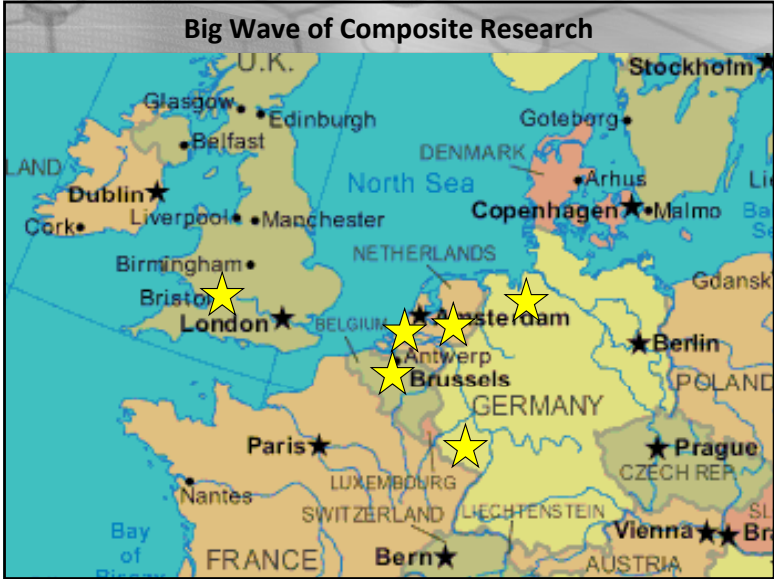 Big Wave of Composite Research
U.K.
Stockholm
Glasgow
Edinburgh
Goteborg
Belfast
DENMARK
LAND
North Sea
Arhus
Dublin
Copenhagen
Malmo
Cork
Liverpool
Manchester
NETHERLANDS
Birmingham
Gdansk
Bristo
London
BELGIUM
Amsterdam
Berlin
Antwerp
Brussels
POLAND
GERMANY
Paris
Prague
CZECH REP.
LUXEMBOURG
Nantes
SWITZERLAND
LIECHTENSTEIN
Bay
of
Vienna
Bra
FRANCE
Bern
AUSTRIA